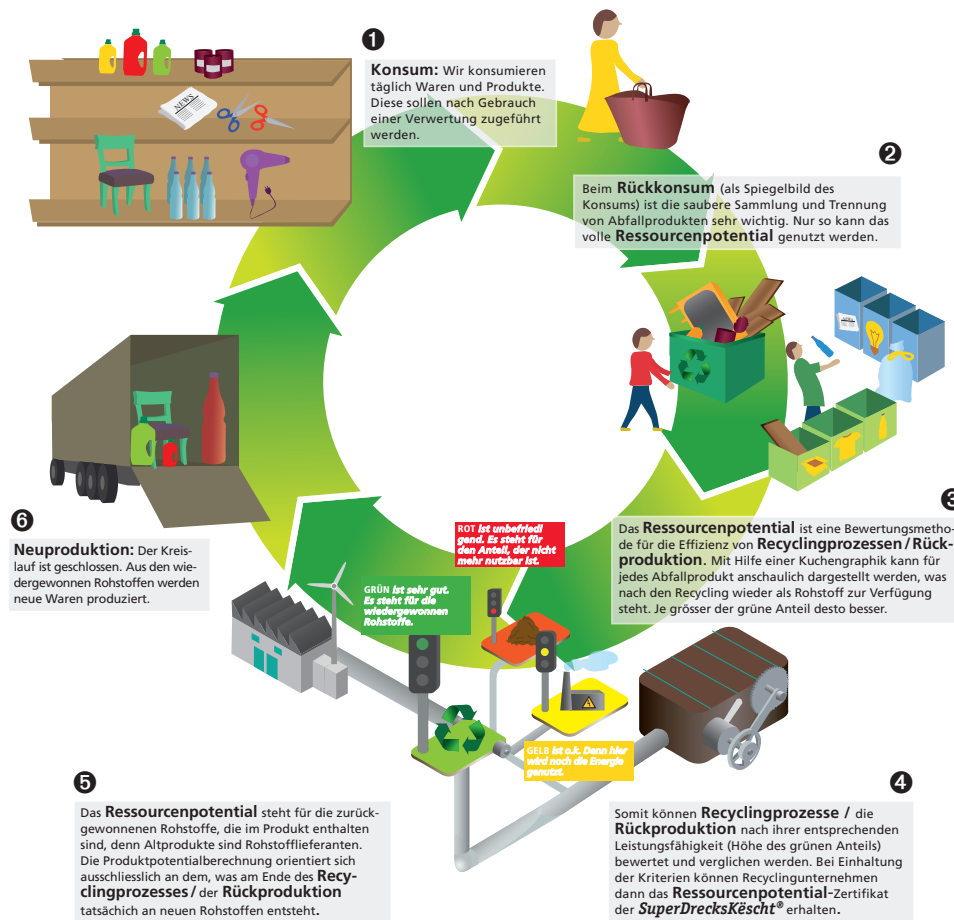 ❶
Konsum: Wir konsumieren
täglich Waren und Produkte.
Diese sollen nach Gebrauch
einer Verwertung zugeführt
werden.
NEWS
❷
Beim Rückkonsum (als Spiegelbild des
Konsums) ist die saubere Sammlung und Trennung
von Abfallprodukten sehr wichtig. Nur so kann das
volle Ressourcenpotential genutzt werden.
❸
Das Ressourcenpotential ist eine Bewertungsmetho-
de für die Effizienz von Recyclingprozessen/Rück-
produktion. Mit Hilfe einer Kuchengraphik kann für
jedes Abfallprodukt anschaulich dargestellt werden, was
nach den Recycling wieder als Rohstoff zur Verfügung
steht. Je grösser der grüne Anteil desto besser.
ROT ist unbefriedi
gend. Es steht für
den Anteil, der nicht
mehr nutzbar ist.
GRÜN ist sehr gut.
Es steht für die
wiedergewonnen
Rohstoffe.
GELB ist o.k. Denn hier
wird noch die Energie
genutzt.
❹
Somit können Recyclingprozesse / die
Rückproduktion nach ihrer entsprechenden
Leistungsfähigkeit (Höhe des grünen Anteils)
bewertet und verglichen werden. Bei Einhaltung
der Kriterien können Recyclingunternehmen
dann das Ressourcenpotential-Zertifikat
der SuperDrecksKëscht® erhalten.
❺
Das Ressourcenpotential steht für die zurück-
gewonnenen Rohstoffe, die im Produkt enthalten
sind, denn Altprodukte sind Rohstofflieferanten.
Die Produktpotentialberechnung orientiert sich
ausschliesslich an dem, was am Ende des Recy-
clingprozesses/ der Rückproduktion
tatsächich an neuen Rohstoffen entsteht.
❻
Neuproduktion: Der Kreis-
lauf ist geschlossen. Aus den wie-
dergewonnen Rohstoffen werden
neue Waren produziert.